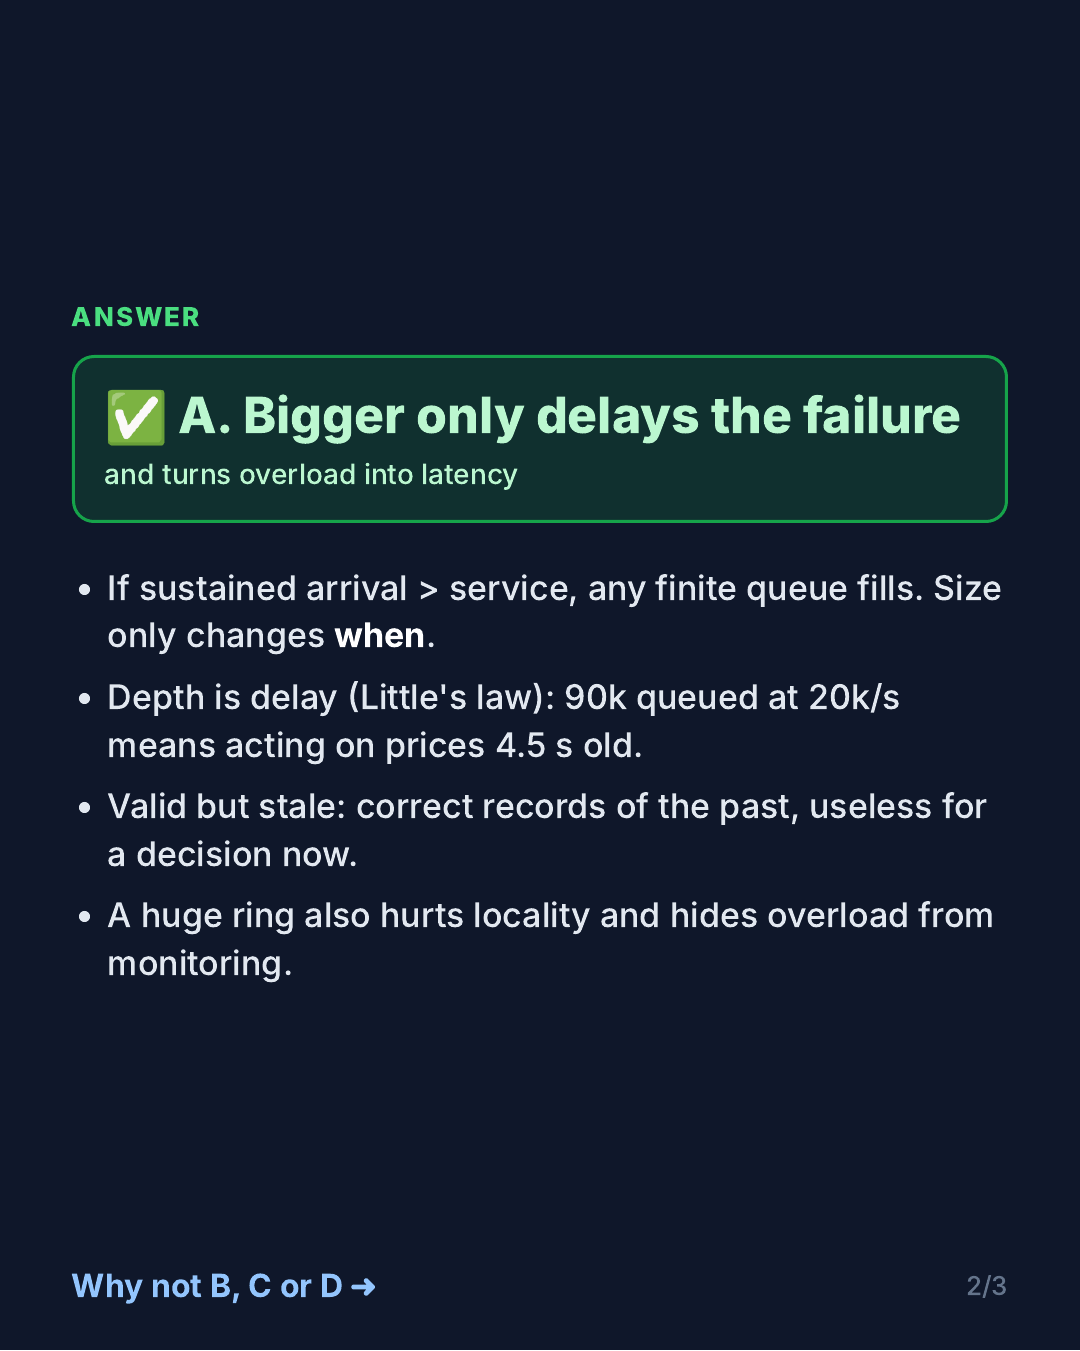 ANSWER
✅ A. Bigger only delays the failure
and turns overload into latency
• If sustained arrival > service, any finite queue fills. Size
only changes when.
• Depth is delay (Little's law): 90k queued at 20k/s
means acting on prices 4.5 s old.
• Valid but stale: correct records of the past, useless for
a decision now.
• A huge ring also hurts locality and hides overload from
monitoring.
Why not B, C or D ➜
2/3